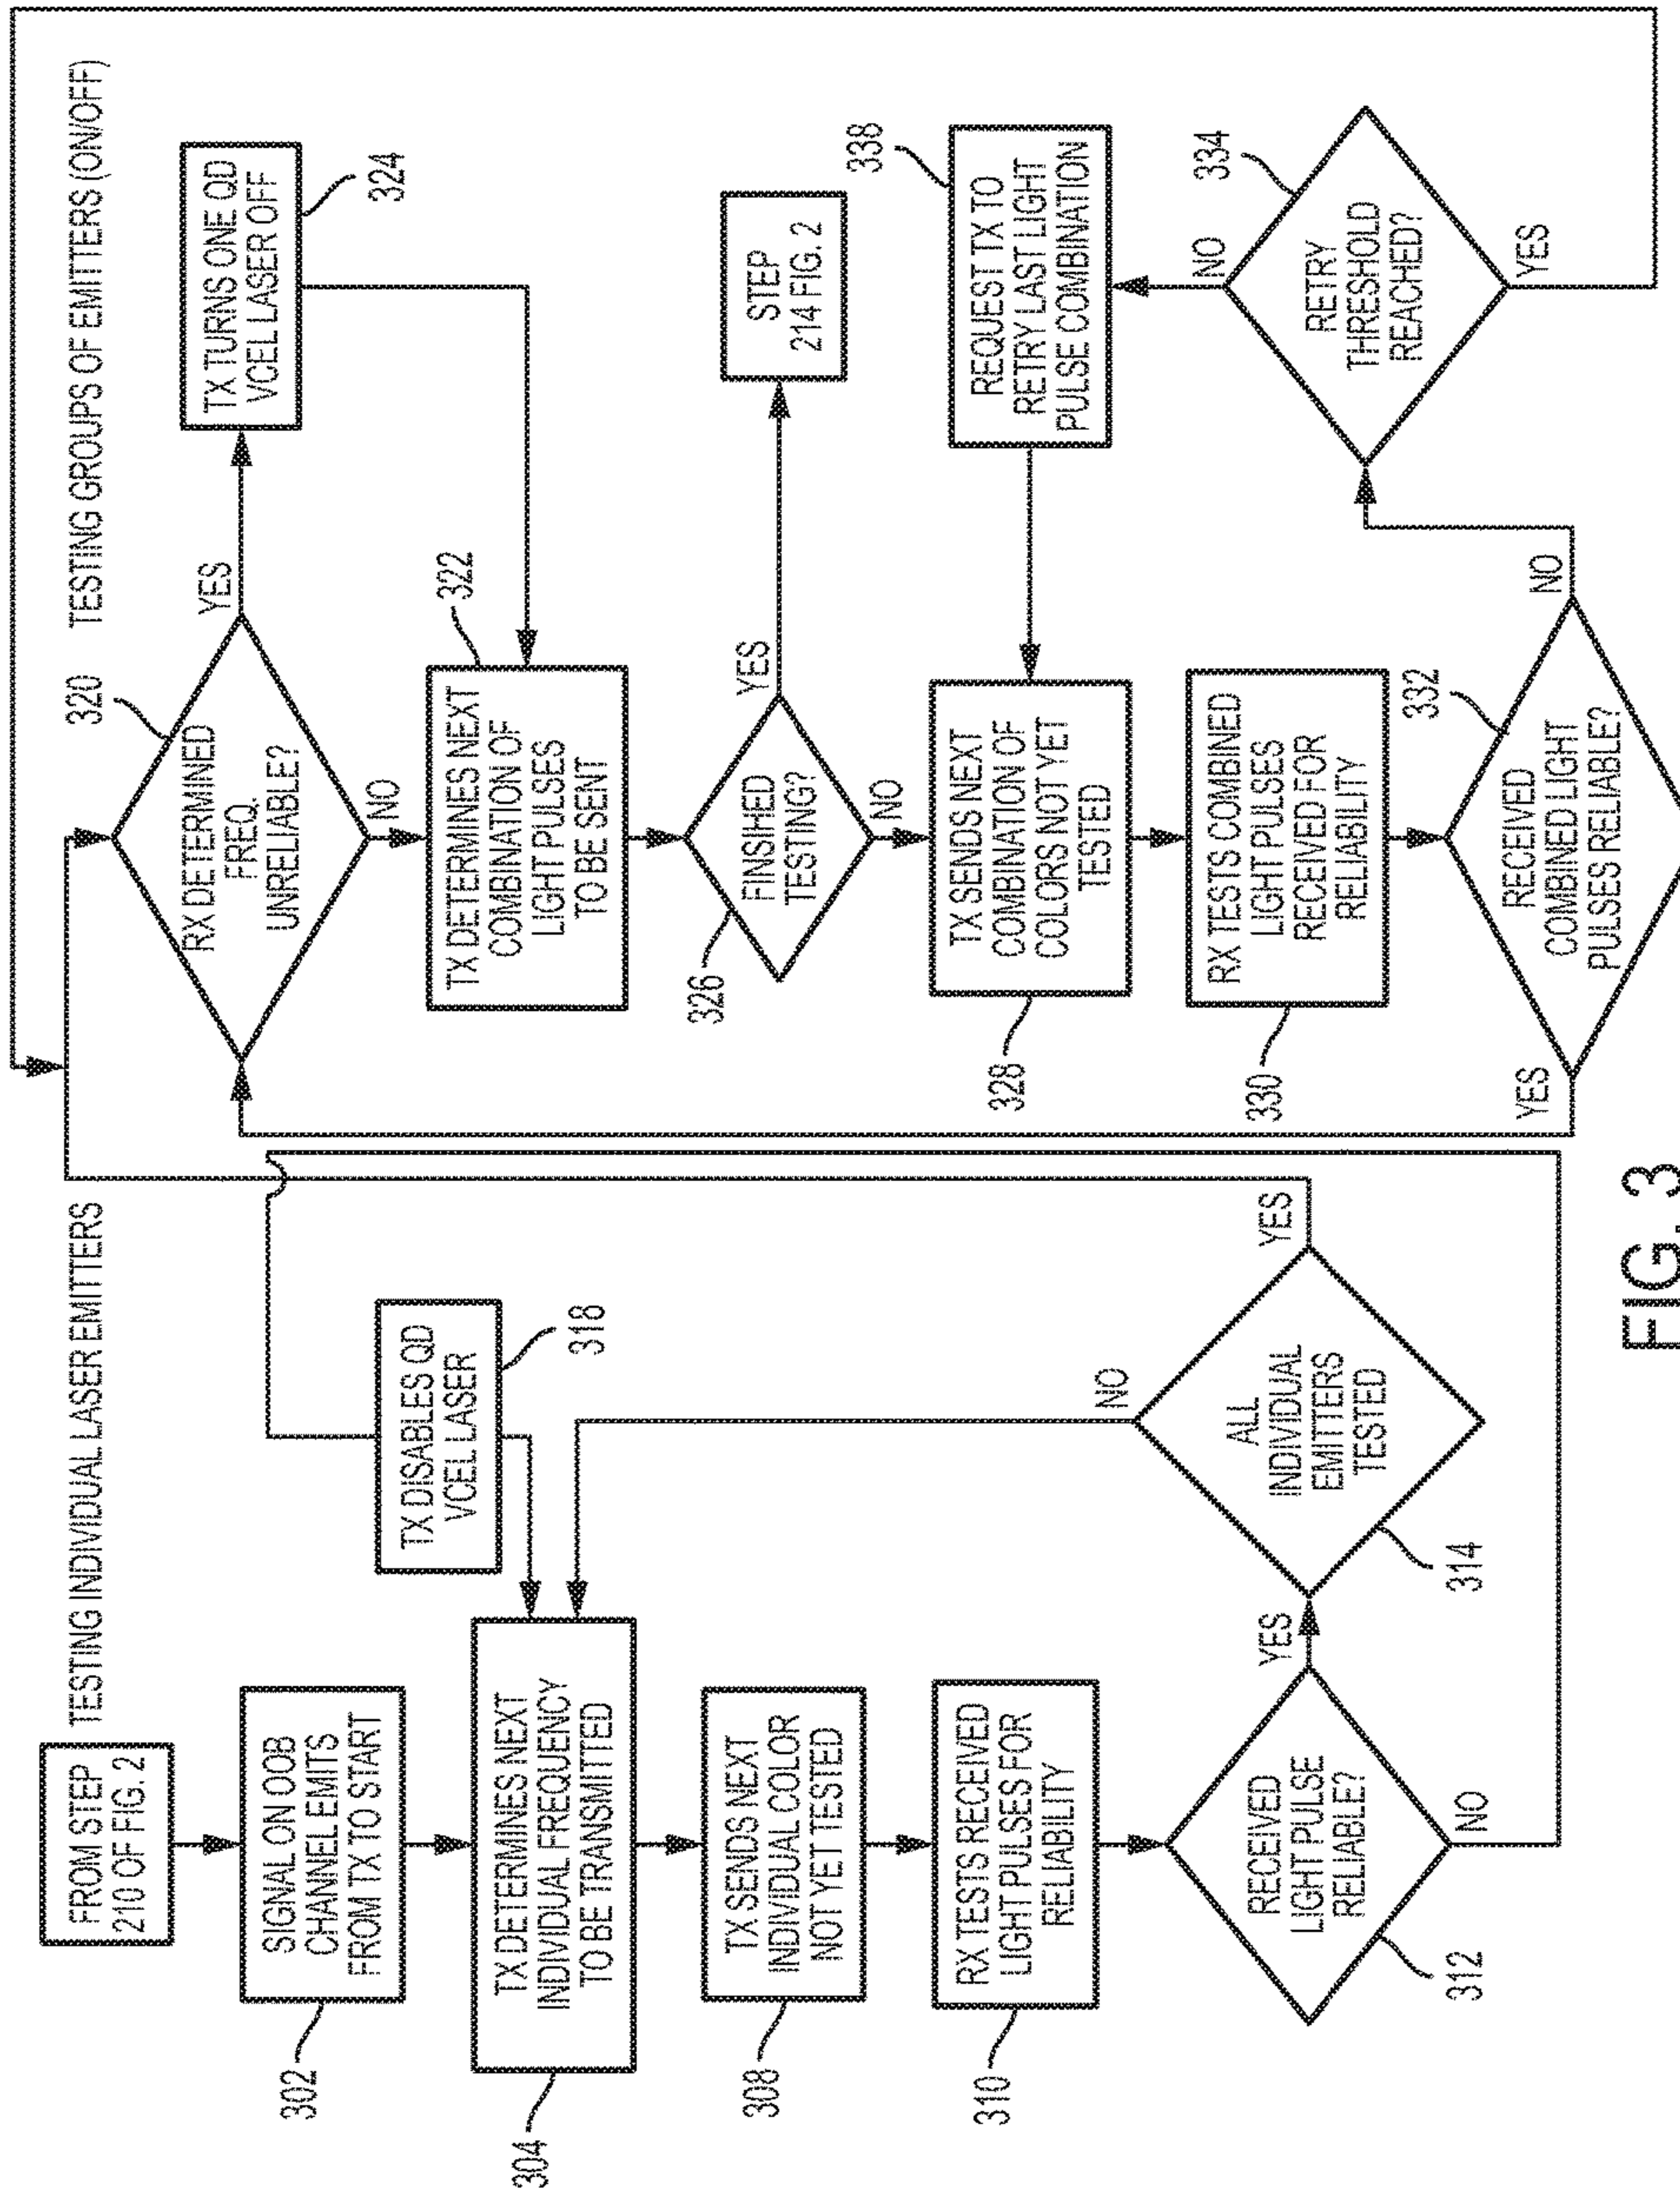 TESTING INDIVIDUAL LASER EMITTERS
FROM STEP
210 OF FIG. 2
302
SIGNAL ON OOB
CHANNEL EMITS
FROM TX TO START
TX DISABLES QD
VCEL LASER
318
304
TX DETERMINES NEXT
INDIVIDUAL FREQUENCY
TO BE TRANSMITTED
308
TX SENDS NEXT
INDIVIDUAL COLOR
NOT YET TESTED
310
RX TESTS RECEIVED
LIGHT PULSES FOR
RELIABILITY
312
RECEIVED
LIGHT PULSE
RELIABLE?
YES
NO
314
ALL
INDIVIDUAL
EMITTERS
TESTED
NO
YES
TESTING GROUPS OF EMITTERS (ON/OFF)
320
RX DETERMINED
FREQ.
UNRELIABLE?
YES
NO
TX TURNS ONE QD
VCEL LASER OFF
324
322
TX DETERMINES NEXT
COMBINATION OF
LIGHT PULSES
TO BE SENT
326
FINISHED
TESTING?
YES
NO
STEP
214 FIG. 2
328
TX SENDS NEXT
COMBINATION OF
COLORS NOT YET
TESTED
338
REQUEST TX TO
RETRY LAST LIGHT
PULSE COMBINATION
330
RX TESTS COMBINED
LIGHT PULSES
RECEIVED FOR
RELIABILITY
332
RECEIVED
COMBINED LIGHT
PULSES RELIABLE?
YES
NO
334
RETRY
THRESHOLD
REACHED?
NO
YES
FIG. 3